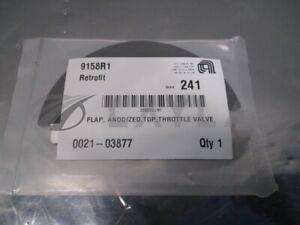 9158R1
Retrofit
241
FLAP, ANODIZED,TOP,THROTTLE VALVE
0021-03877
Qty 1